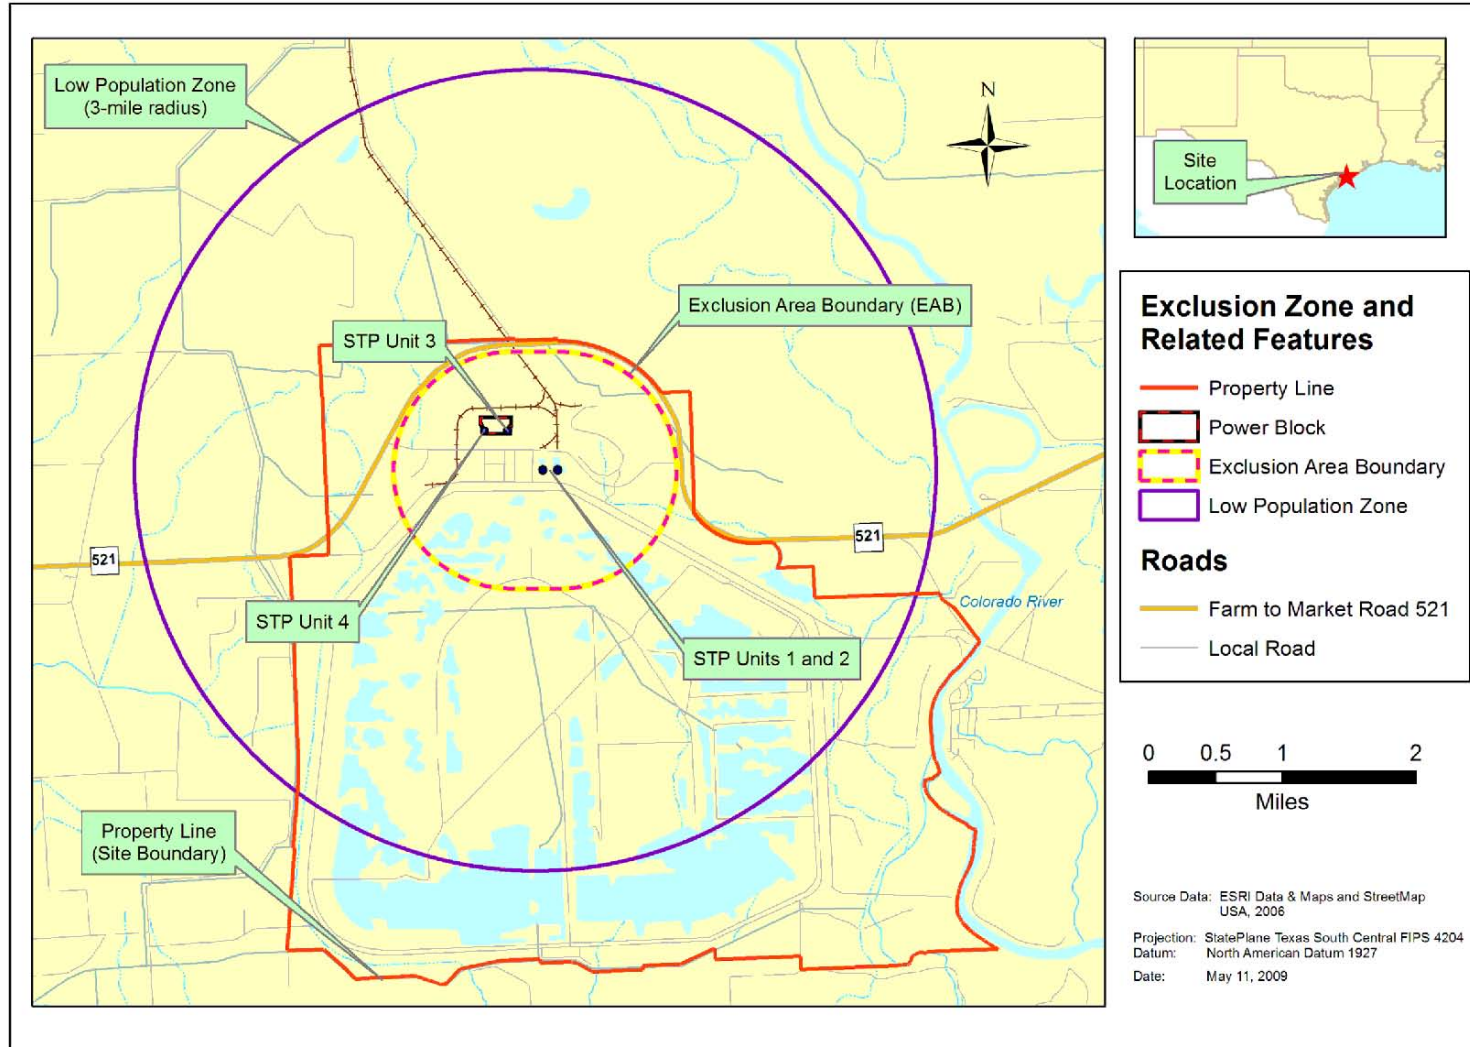 Low Population Zone
(3-mile radius)
N
Exclusion Area Boundary (EAB)
STP Unit 3
521
521
Colorado River
STP Unit 4
STP Units 1 and 2
Property Line
(Site Boundary)
Site
Location
Exclusion Zone and
Related Features
Property Line
Power Block
Exclusion Area Boundary
Low Population Zone
Roads
Farm to Market Road 521
Local Road
0 0.5 1 2
Miles
Source Data: ESRI Data & Maps and StreetMap
USA, 2006
Projection: StatePlane Texas South Central FIPS 4204
Datum: North American Datum 1927
Date: May 11, 2009